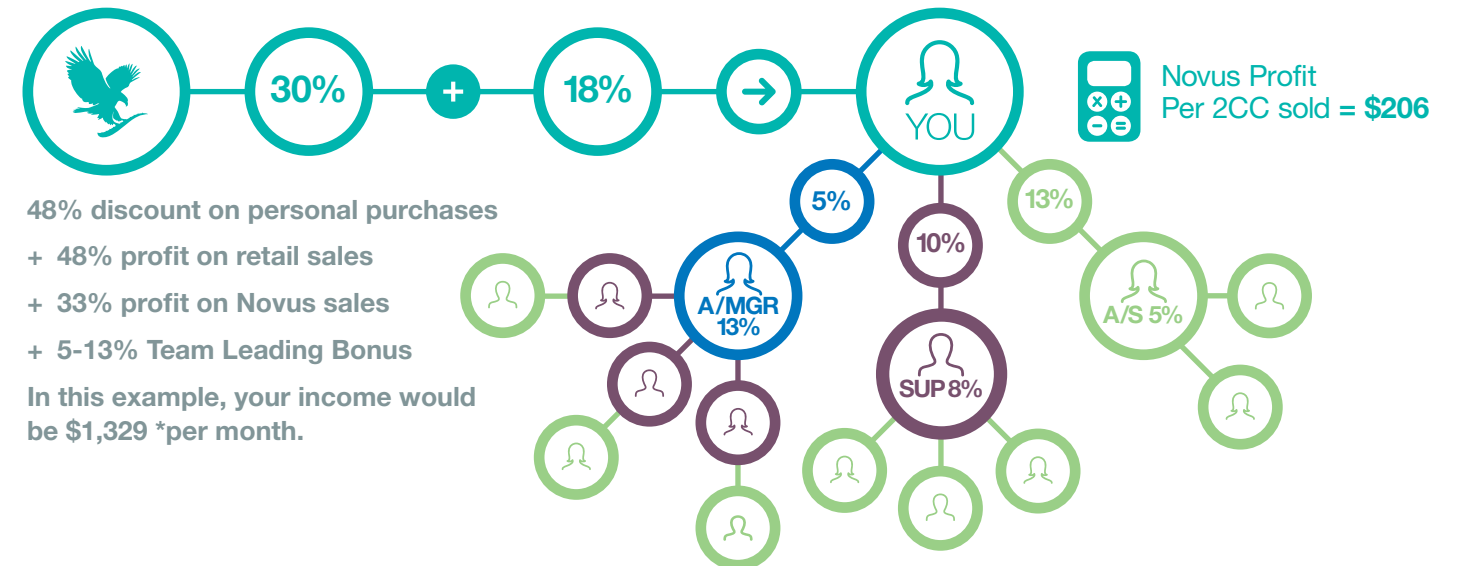 30%
+
18%
YOU
Novus Profit
Per 2CC sold = $206
48% discount on personal purchases
+ 48% profit on retail sales
+ 33% profit on Novus sales
+ 5-13% Team Leading Bonus
In this example, your income would
be $1,329 *per month.
5%
10%
13%
A/MGR
13%
SUP 8%
A/S 5%